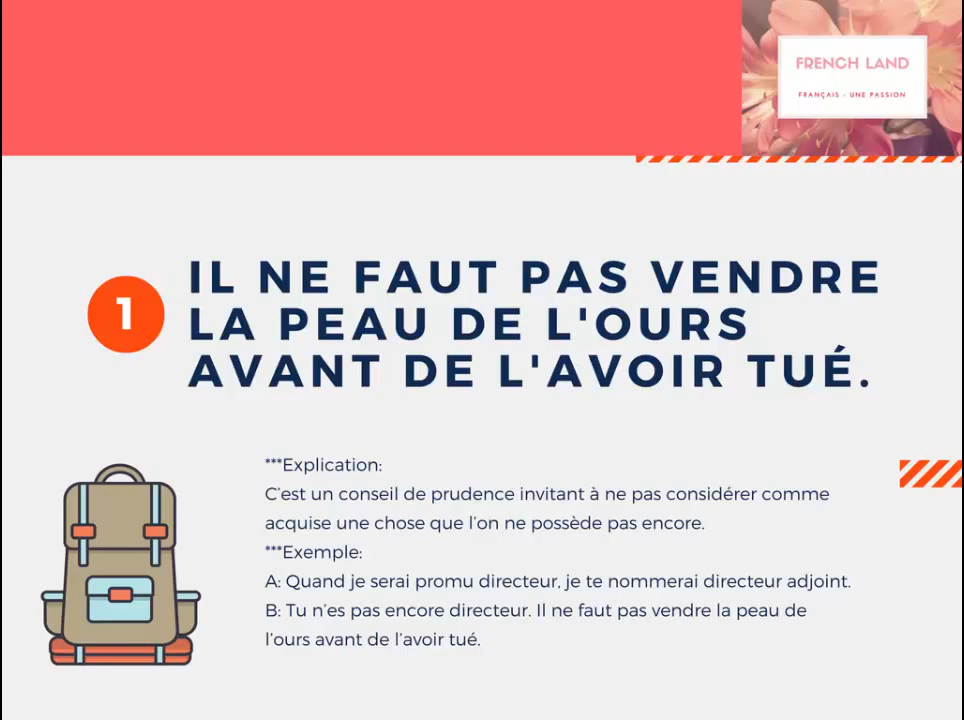 FRENCH LAND
FRANÇAIS - UNE PASSION
1
IL NE FAUT PAS VENDRE
LA PEAU DE L'OURS
AVANT DE L'AVOIR TUÉ.
***Explication:
C'est un conseil de prudence invitant à ne pas considérer comme
acquise une chose que l'on ne possède pas encore.
***Exemple:
A: Quand je serai promu directeur, je te nommerai directeur adjoint.
B: Tu n'es pas encore directeur. Il ne faut pas vendre la peau de
l'ours avant de l'avoir tué.